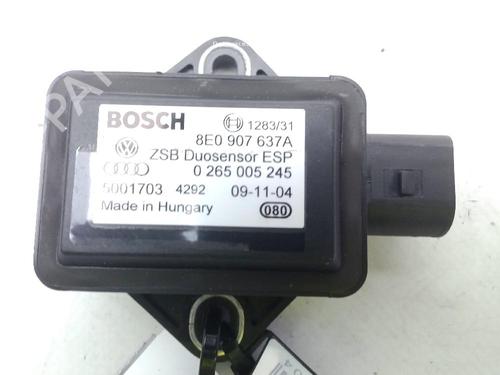 BOSCH 1283/31
8E0 907 637A
ZSB Duosensor ESP
0 265 005 245
5001703 4292 09-11-04
Made in Hungary 080